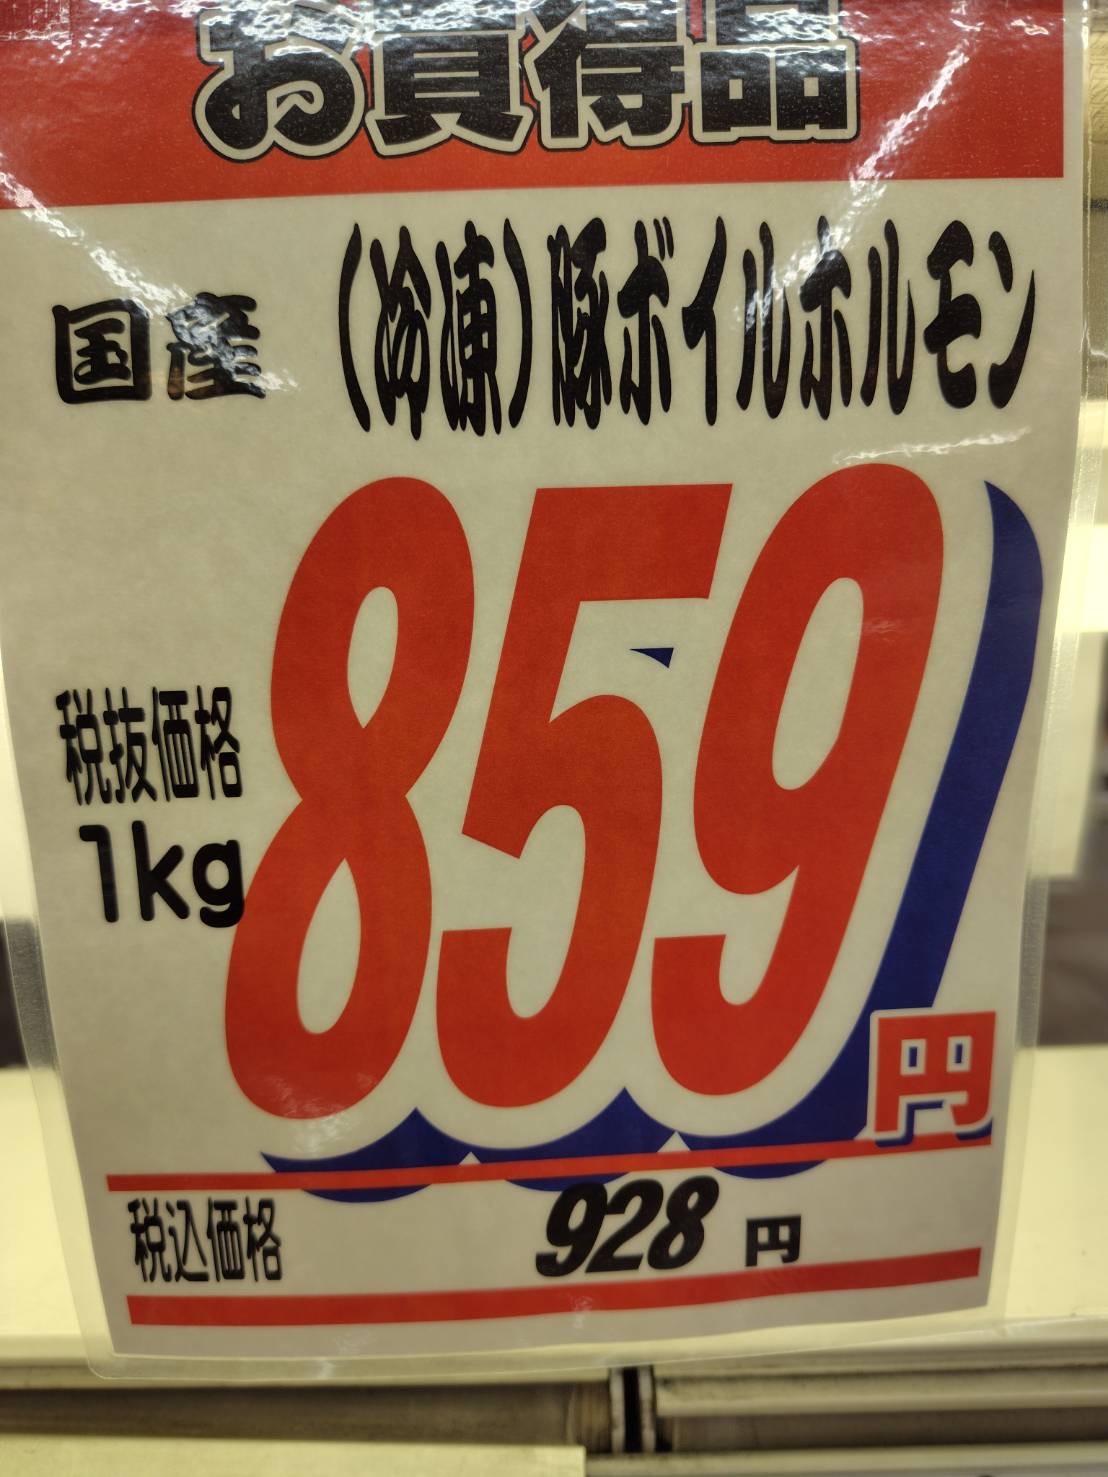 お買得品
国産 (冷凍)豚ボイルホルモン
税抜価格
1kg
859円
税込価格 928円